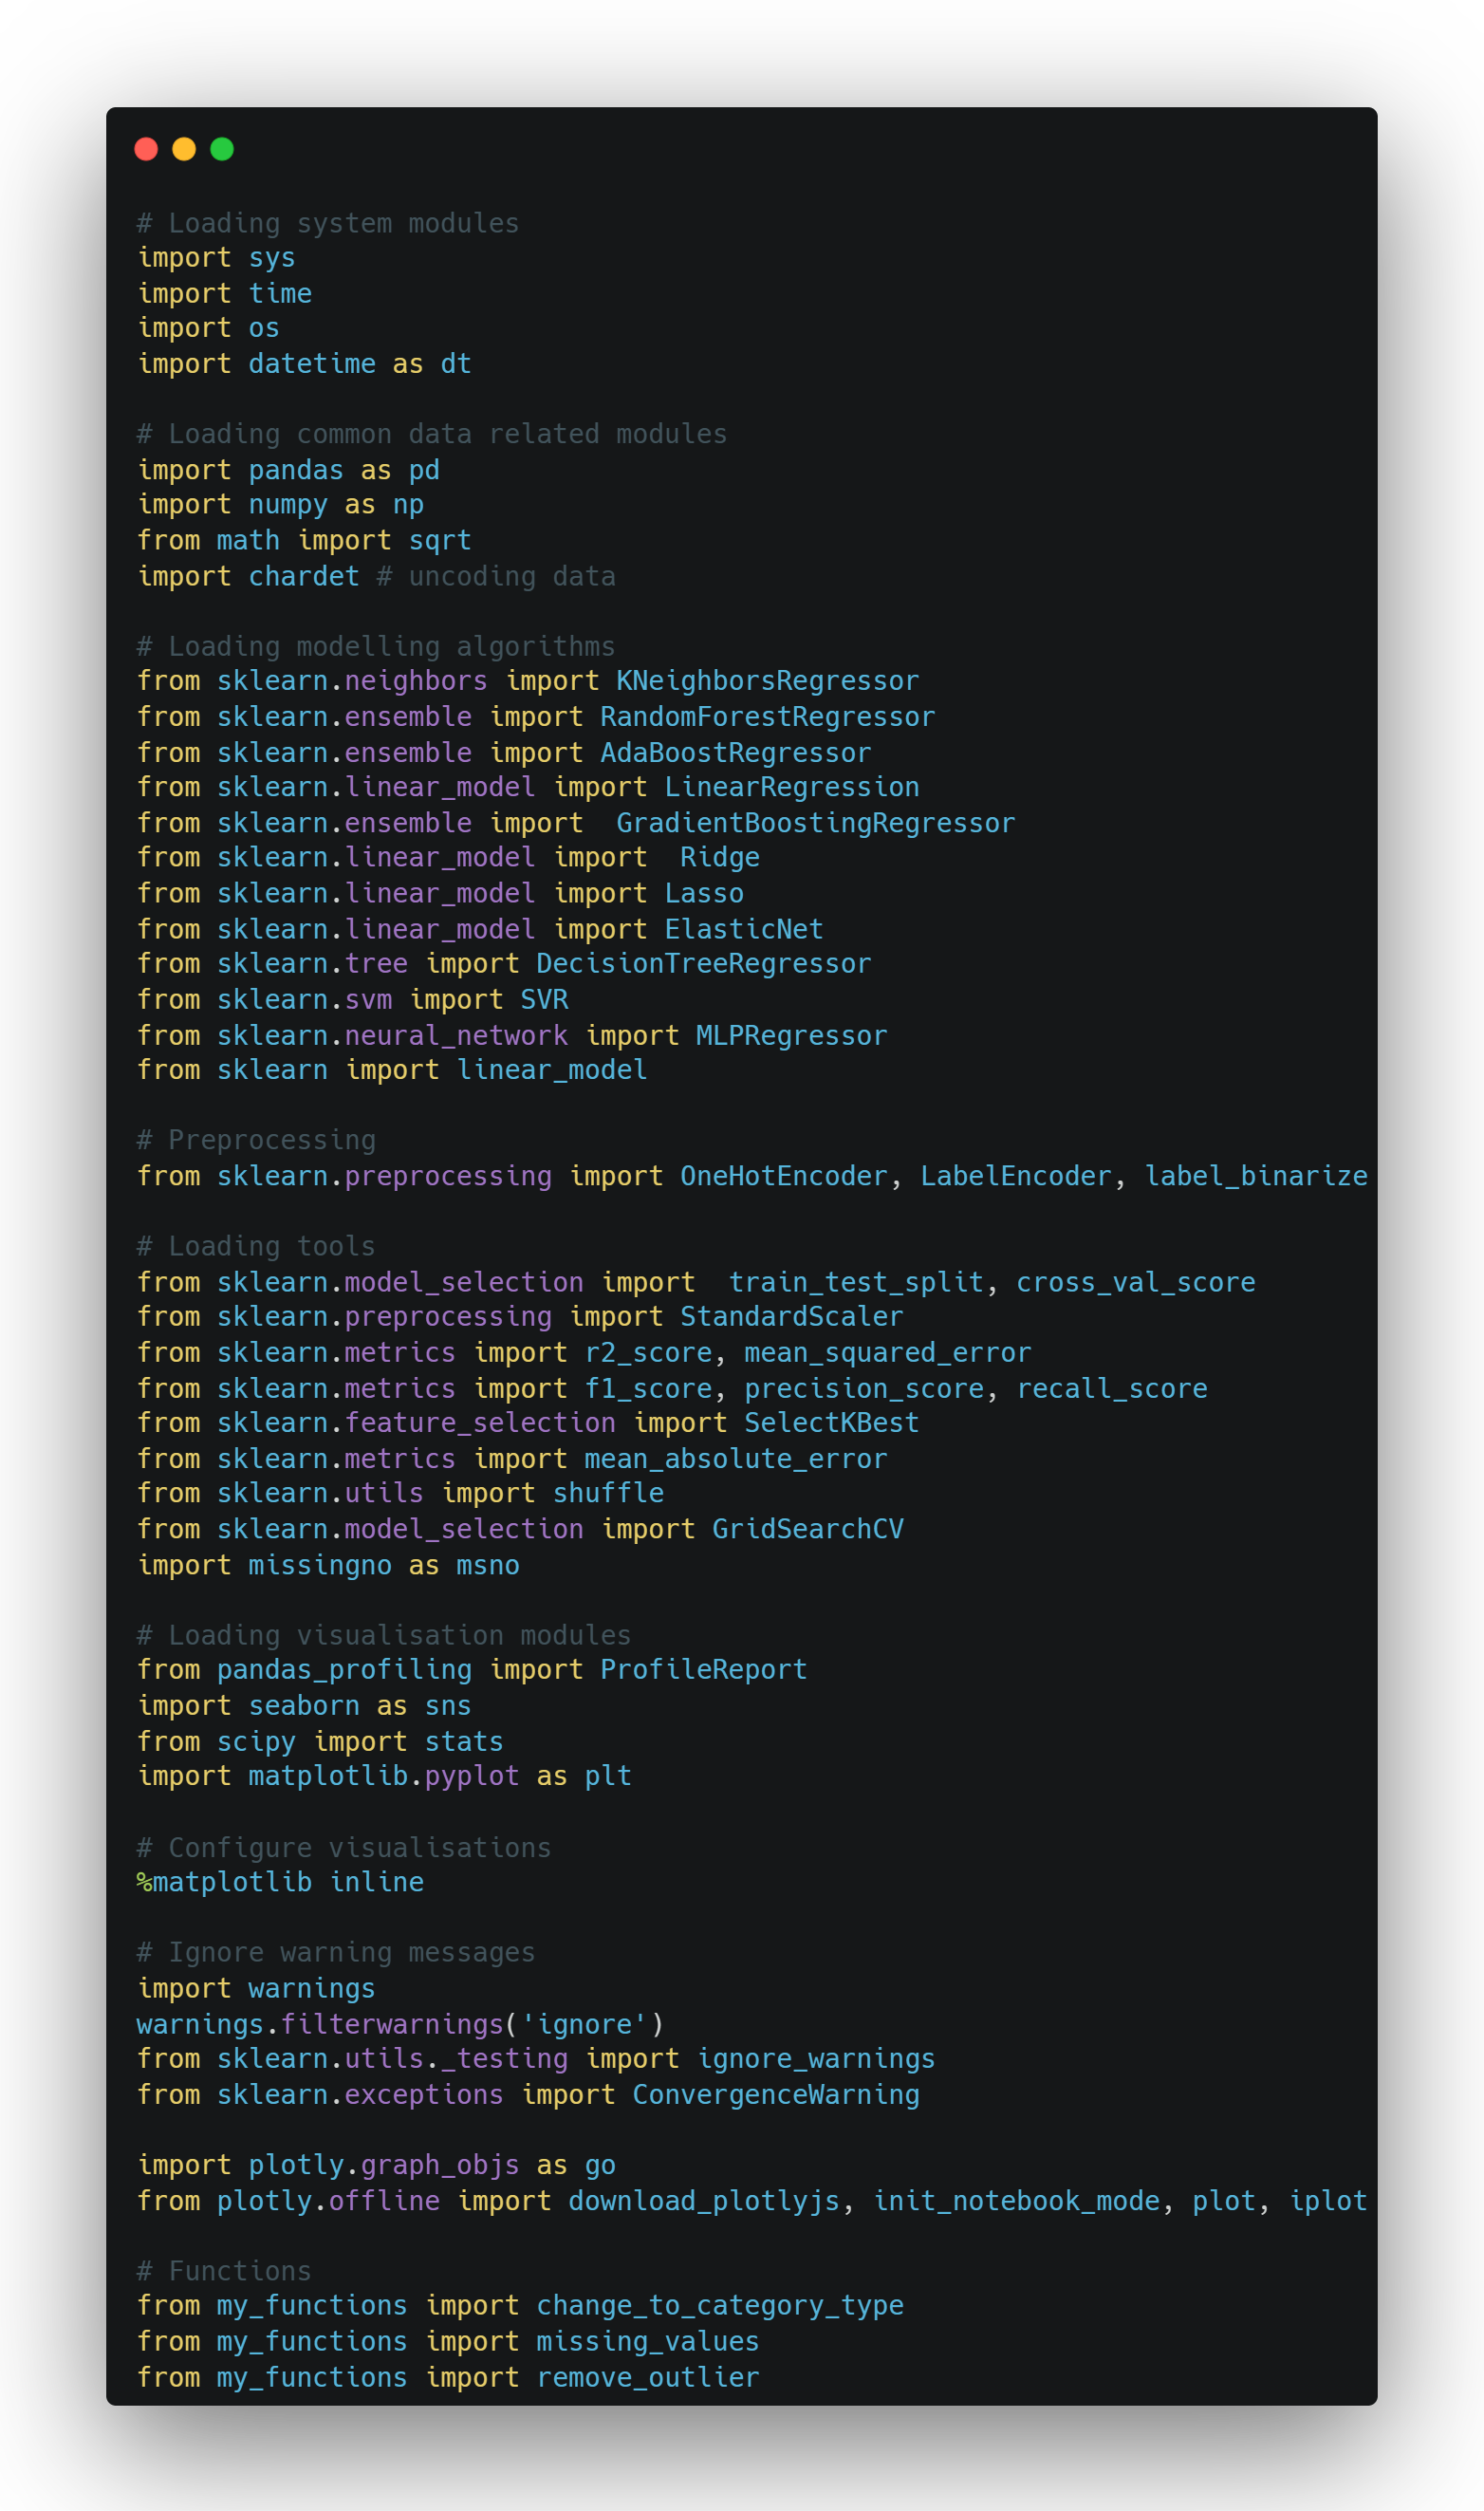 # Loading system modules
import sys
import time
import os
import datetime as dt
# Loading common data related modules
import pandas as pd
import numpy as np
from math import sqrt
import chardet # uncoding data
# Loading modelling algorithms
from sklearn.neighbors import KNeighborsRegressor
from sklearn.ensemble import RandomForestRegressor
from sklearn.ensemble import AdaBoostRegressor
from sklearn.linear_model import LinearRegression
from sklearn.ensemble import  GradientBoostingRegressor
from sklearn.linear_model import  Ridge
from sklearn.linear_model import Lasso
from sklearn.linear_model import ElasticNet
from sklearn.tree import DecisionTreeRegressor
from sklearn.svm import SVR
from sklearn.neural_network import MLPRegressor
from sklearn import linear_model
# Preprocessing
from sklearn.preprocessing import OneHotEncoder, LabelEncoder, label_binarize
# Loading tools
from sklearn.model_selection import  train_test_split, cross_val_score
from sklearn.preprocessing import StandardScaler
from sklearn.metrics import r2_score, mean_squared_error
from sklearn.metrics import f1_score, precision_score, recall_score
from sklearn.feature_selection import SelectKBest
from sklearn.metrics import mean_absolute_error
from sklearn.utils import shuffle
from sklearn.model_selection import GridSearchCV
import missingno as msno
# Loading visualisation modules
from pandas_profiling import ProfileReport
import seaborn as sns
from scipy import stats
import matplotlib.pyplot as plt
# Configure visualisations
%matplotlib inline
# Ignore warning messages
import warnings
warnings.filterwarnings('ignore')
from sklearn.utils._testing import ignore_warnings
from sklearn.exceptions import ConvergenceWarning
import plotly.graph_objs as go
from plotly.offline import download_plotlyjs, init_notebook_mode, plot, iplot
# Functions
from my_functions import change_to_category_type
from my_functions import missing_values
from my_functions import remove_outlier